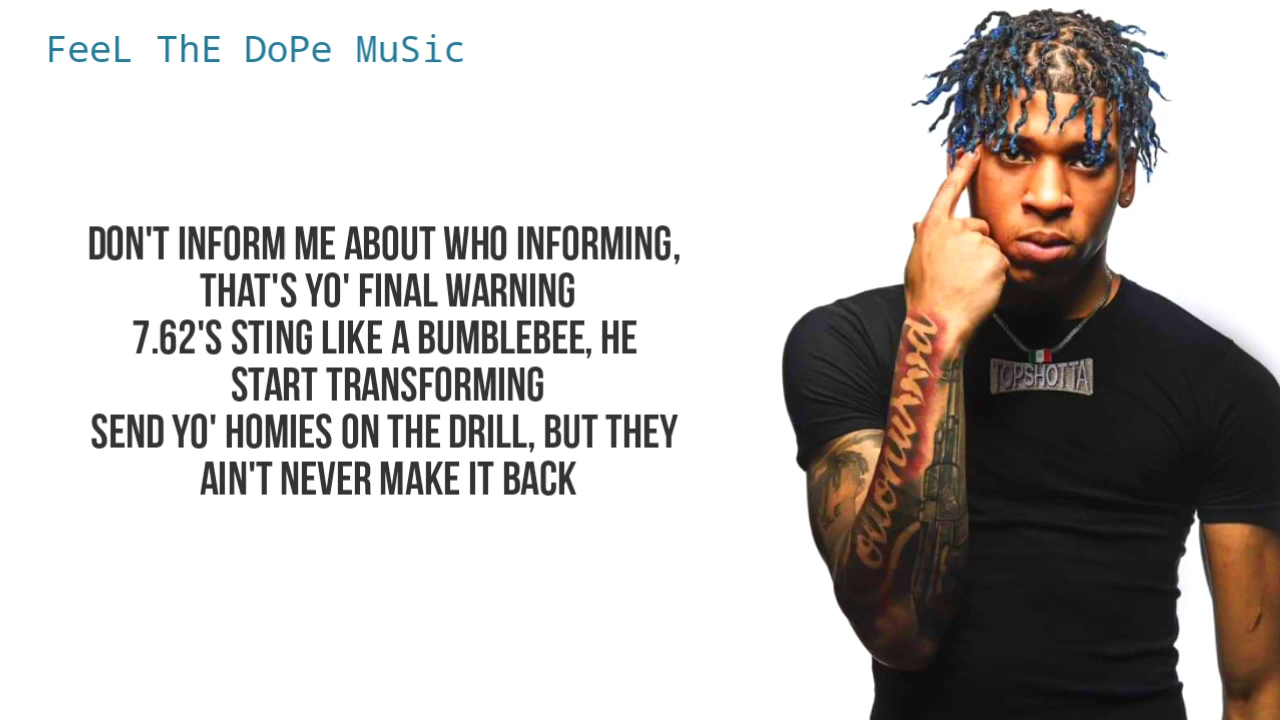 FeeL ThE DoPe MuSic
DON'T INFORM ME ABOUT WHO INFORMING,
THAT'S YO' FINAL WARNING
7.62'S STING LIKE A BUMBLEBEE, HE
START TRANSFORMING
SEND YO' HOMIES ON THE DRILL, BUT THEY
AIN'T NEVER MAKE IT BACK
TOPSHOTTA